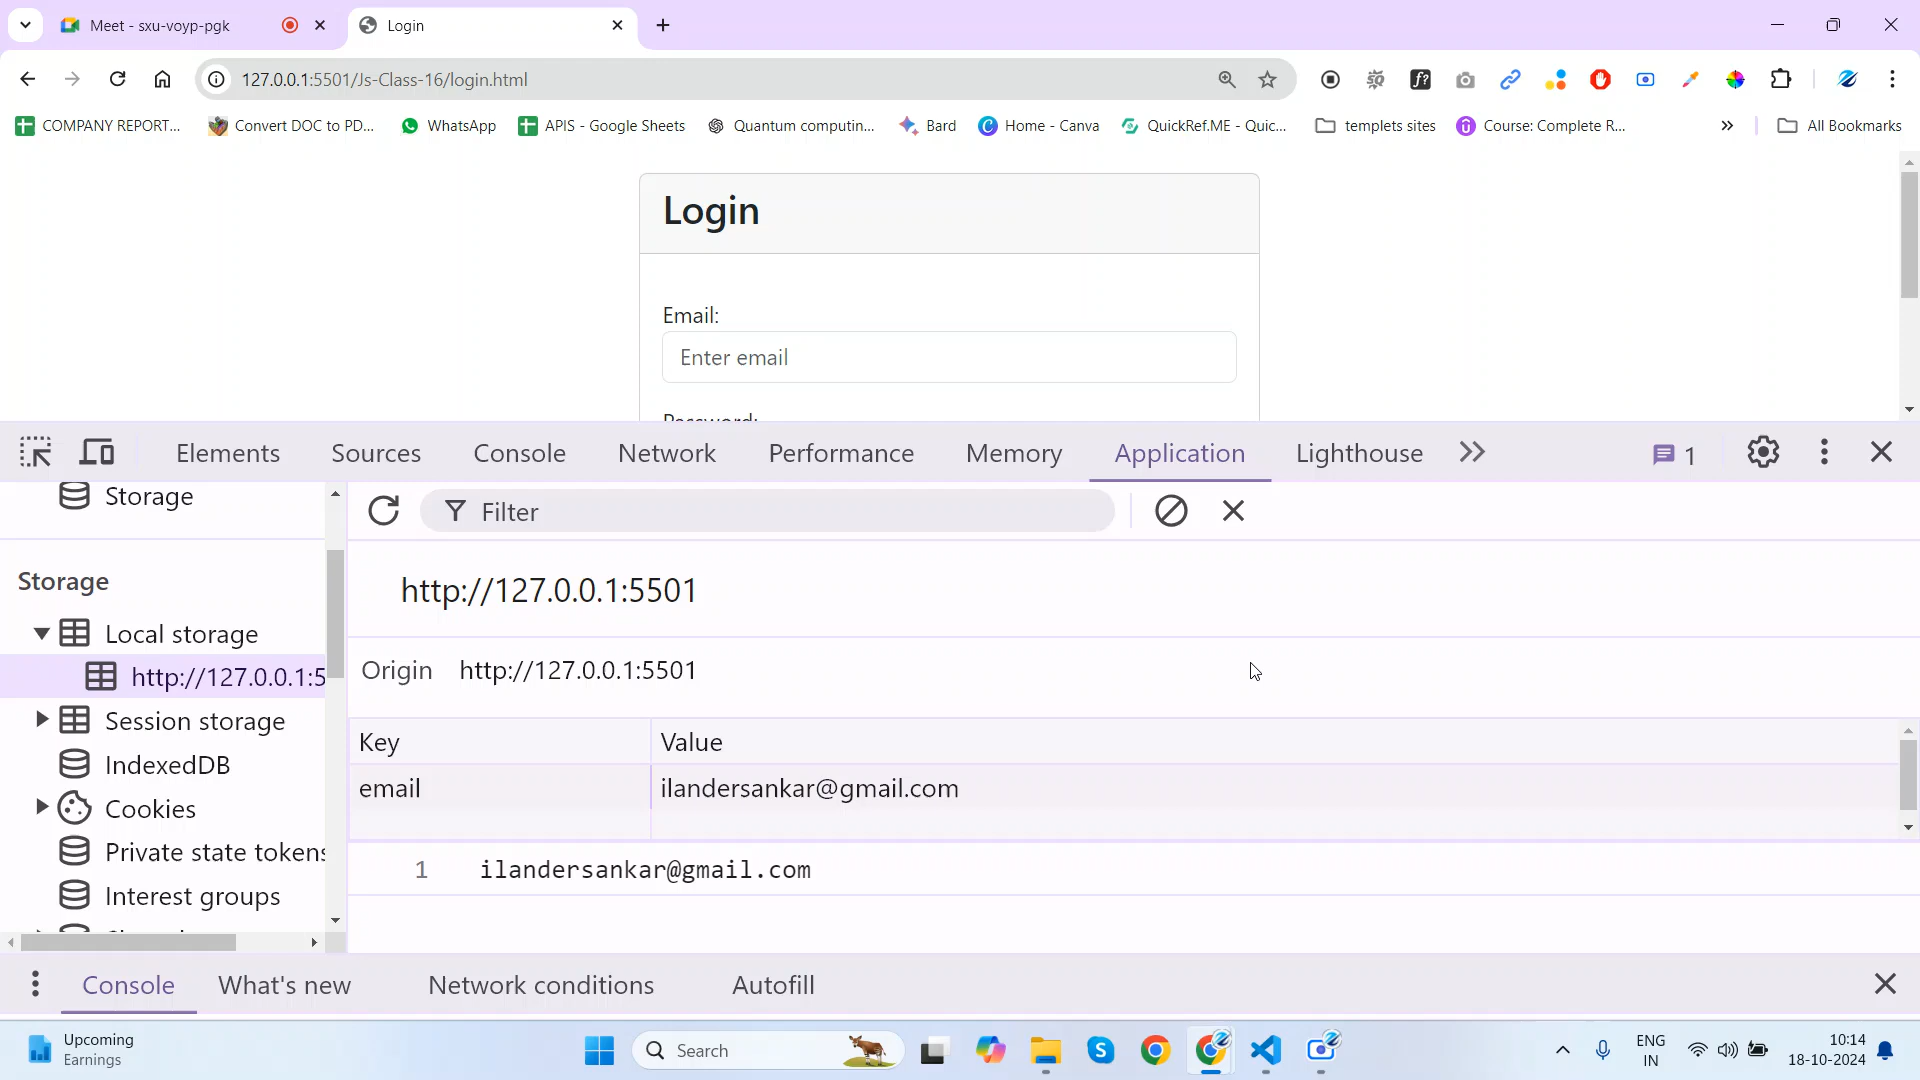 Meet - sxu-voyp-pgk
Login
127.0.0.1:5501/Js-Class-16/login.html
COMPANY REPORT...
Convert DOC to PD...
WhatsApp
APIS - Google Sheets
Quantum computin...
Bard
Home - Canva
QuickRef.ME - Quic...
templets sites
Course: Complete R...
All Bookmarks
Login
Email:
Enter email
Password:
Elements
Sources
Console
Network
Performance
Memory
Application
Lighthouse
1
Storage
Filter
http://127.0.0.1:5501
Storage
Local storage
http://127.0.0.1:5
Session storage
IndexedDB
Cookies
Private state tokens
Interest groups
Origin http://127.0.0.1:5501
Key Value
email ilandersankar@gmail.com
1 ilandersankar@gmail.com
Console
What's new
Network conditions
Autofill
Upcoming
Earnings
Search
ENG
IN
10:14
18-10-2024